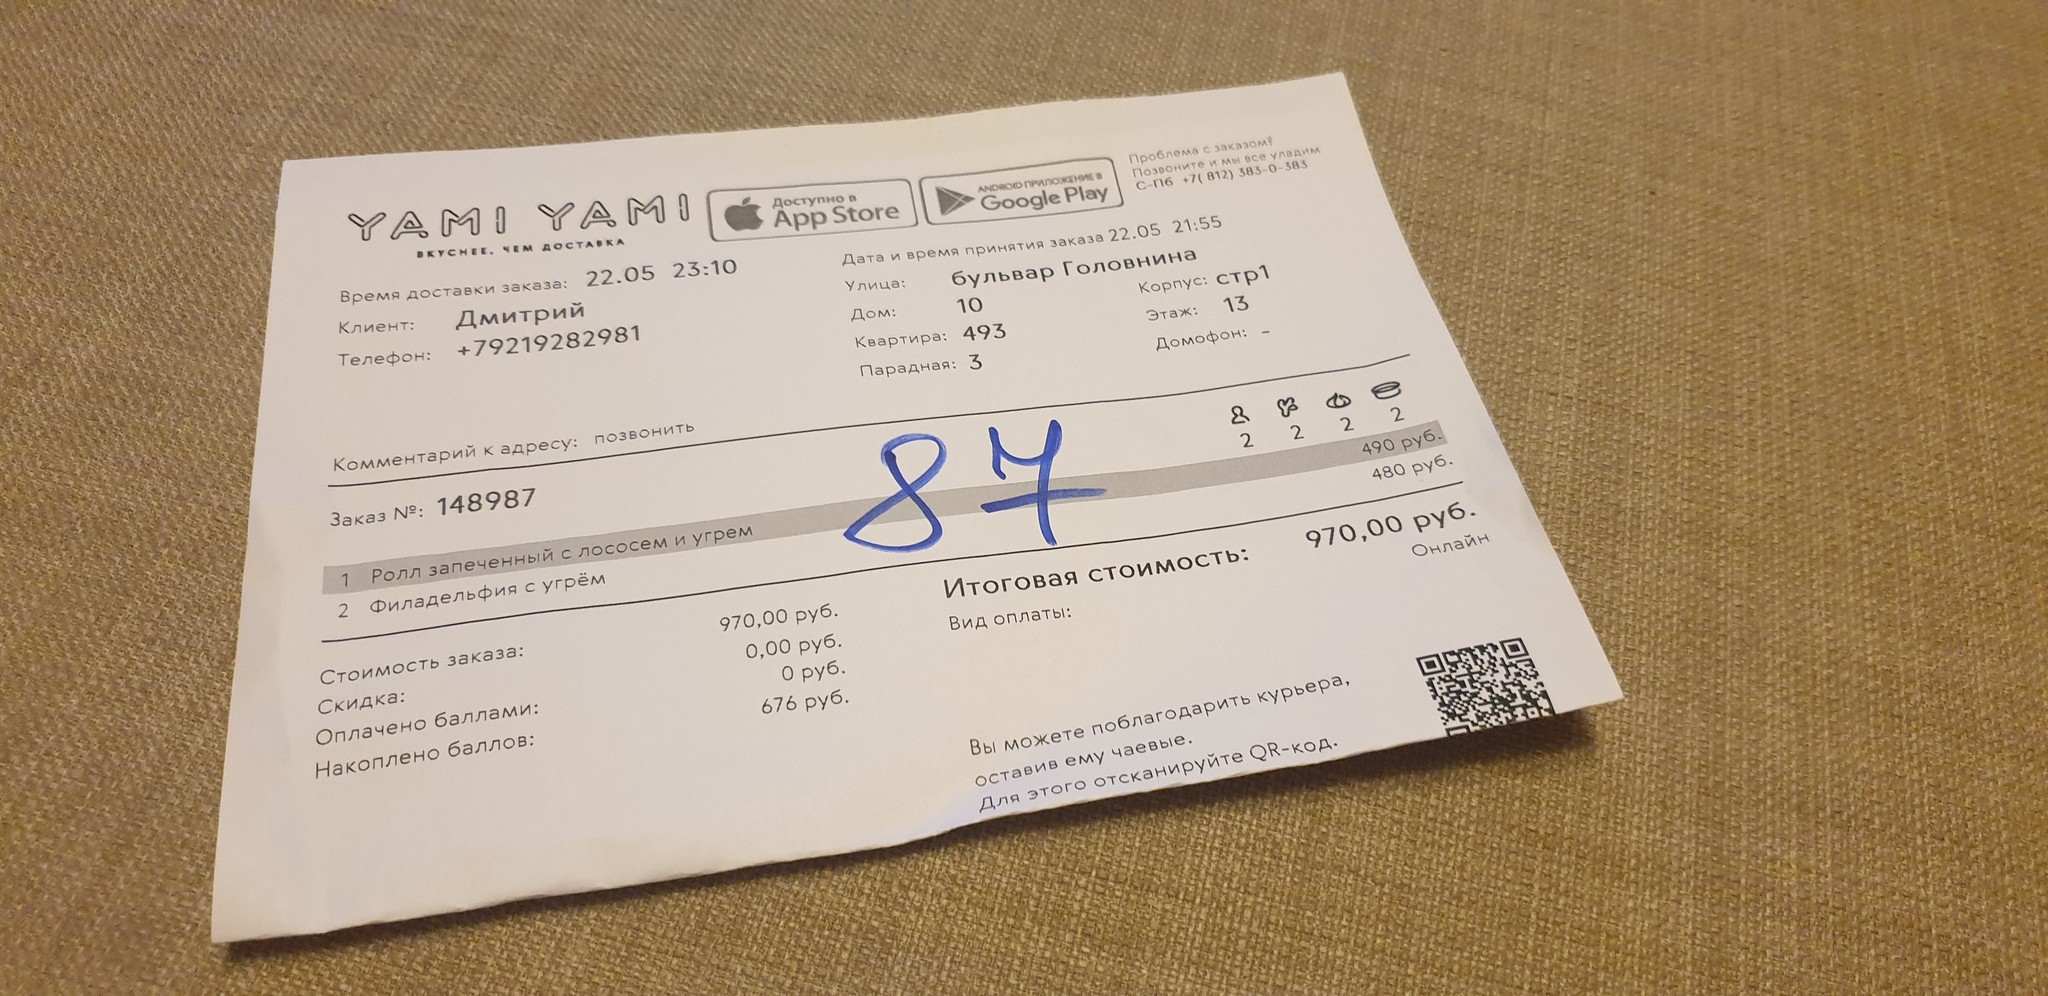 YAMI YAMI
ВКУСНЕЕ, ЧЕМ ДОСТАВКА
Доступно в
App Store
ANDROID ПРИЛОЖЕНИЕ В
Google Play
Проблема с заказом?
Позвоните и мы все уладим
С-Пб +7( 812) 383-0-383
Время доставки заказа: 22.05 23:10
Клиент: Дмитрий
Телефон: +79219282981
Дата и время принятия заказа 22.05 21:55
Улица: бульвар Головнина
Дом: 10 Корпус: стр1
Квартира: 493 Этаж: 13
Парадная: 3 Домофон: –
Комментарий к адресу: позвонить
Заказ №: 148987
87
2 2 2 2
1 Ролл запеченный с лососем и угрем 490 руб.
2 Филадельфия с угрём 480 руб.
Стоимость заказа: 970,00 руб.
Скидка: 0,00 руб.
Оплачено баллами: 0 руб.
Накоплено баллов: 676 руб.
Итоговая стоимость: 970,00 руб.
Вид оплаты: Онлайн
Вы можете поблагодарить курьера,
оставив ему чаевые.
Для этого отсканируйте QR-код.